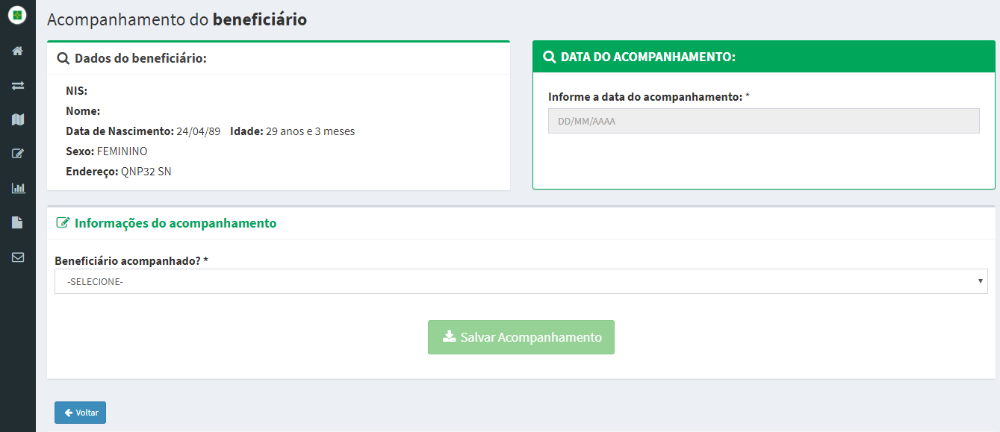 Acompanhamento do beneficiário
Dados do beneficiário:
NIS:
Nome:
Data de Nascimento: 24/04/89 Idade: 29 anos e 3 meses
Sexo: FEMININO
Endereço: QNP32 SN
DATA DO ACOMPANHAMENTO:
Informe a data do acompanhamento: *
DD/MM/AAAA
Informações do acompanhamento
Beneficiário acompanhado? *
-SELECIONE-
Salvar Acompanhamento
Voltar